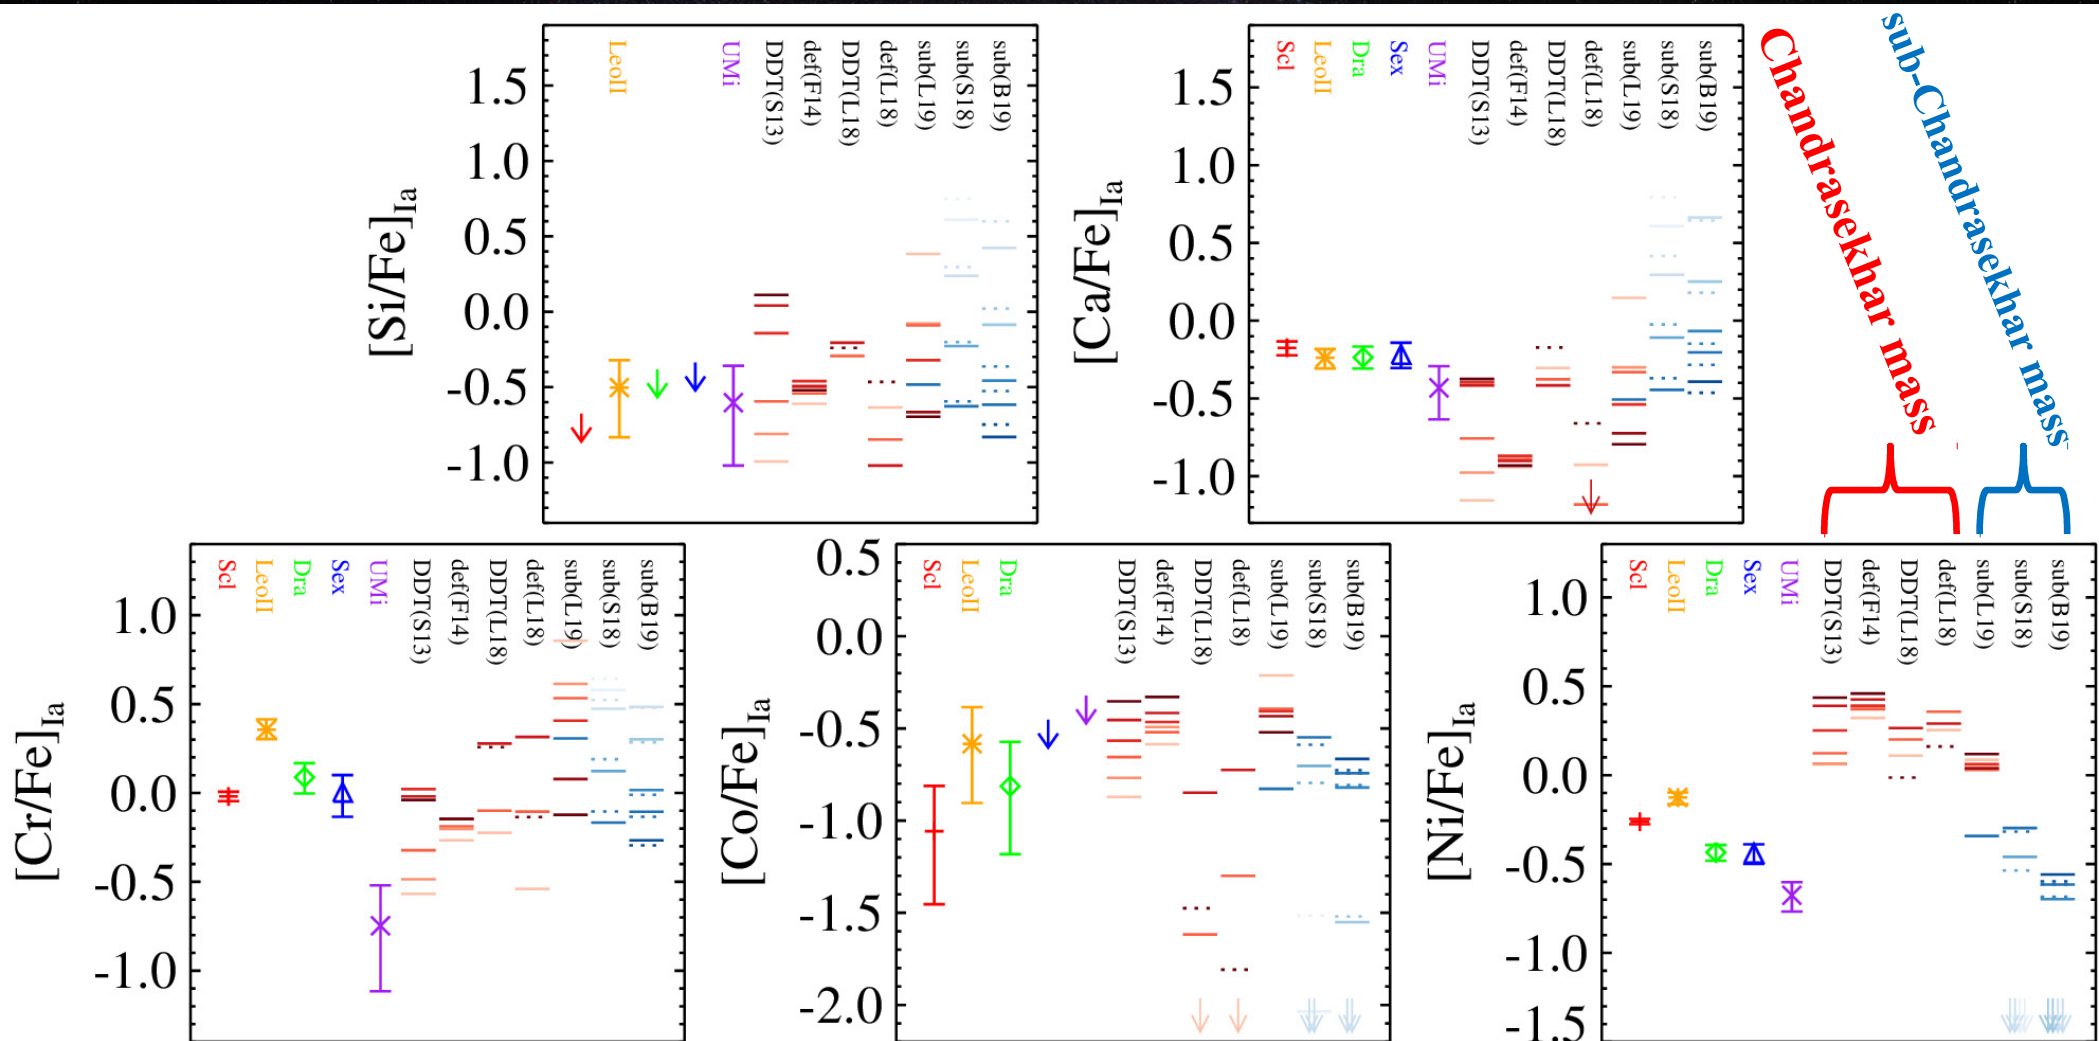 LeoII
UMi
DDT(S13)
def(F14)
DDT(L18)
def(L18)
sub(L19)
sub(S18)
sub(B19)
1.5
1.0
0.5
0.0
-0.5
-1.0
[Si/Fe]Ia
Scl
LeoII
Dra
Sex
UMi
DDT(S13)
def(F14)
DDT(L18)
def(L18)
sub(L19)
sub(S18)
sub(B19)
1.5
1.0
0.5
0.0
-0.5
-1.0
[Ca/Fe]Ia
Chandrasekhar mass
sub-Chandrasekhar mass
Scl
LeoII
Dra
Sex
UMi
DDT(S13)
def(F14)
DDT(L18)
def(L18)
sub(L19)
sub(S18)
sub(B19)
1.0
0.5
0.0
-0.5
-1.0
[Cr/Fe]Ia
Scl
LeoII
Dra
DDT(S13)
def(F14)
DDT(L18)
def(L18)
sub(L19)
sub(S18)
sub(B19)
0.5
0.0
-0.5
-1.0
-1.5
-2.0
[Co/Fe]Ia
Scl
LeoII
Dra
Sex
UMi
DDT(S13)
def(F14)
DDT(L18)
def(L18)
sub(L19)
sub(S18)
sub(B19)
1.0
0.5
0.0
-0.5
-1.0
-1.5
[Ni/Fe]Ia